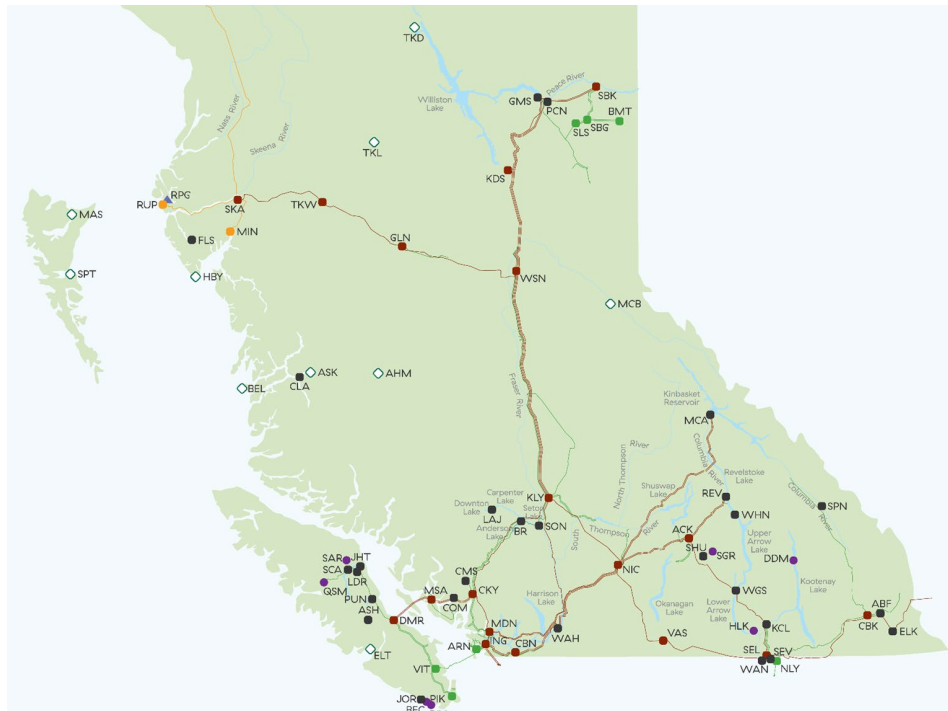 TKD
Peace River
SBK
Williston
Lake
GMS
PCN
BMT
SBG
SLS
Nass River
Skeena River
TKL
KDS
RPG
RUP
SKA
TKW
MAS
MIN
FLS
GLN
SPT
HBY
WSN
MCB
ASK
CLA
AHM
BEL
Fraser River
Kinbasket
Reservoir
MCA
Columbia River
North Thompson
River
Revelstoke
Lake
Shuswap
Lake
REV
Columbia River
SPN
KLY
Carpenter
Lake
Downton
Lake
LAJ
Seton
Lake
Anderson
Lake
BR
SON
South
Thompson
River
WHN
ACK
SHU
SGR
Upper
Arrow
Lake
DDM
SAR
JHT
SCA
LDR
QSM
PUN
ASH
CMS
CKY
MSA
COM
NIC
Harrison
Lake
Okanagan
Lake
Lower
Arrow
Lake
WGS
Kootenay
Lake
ABF
CBK
ELK
DMR
MDN
ING
WAH
HLK
KCL
VAS
ARN
CBN
ELT
VIT
SEL
SEV
WAN
NLY
JOR
PIK